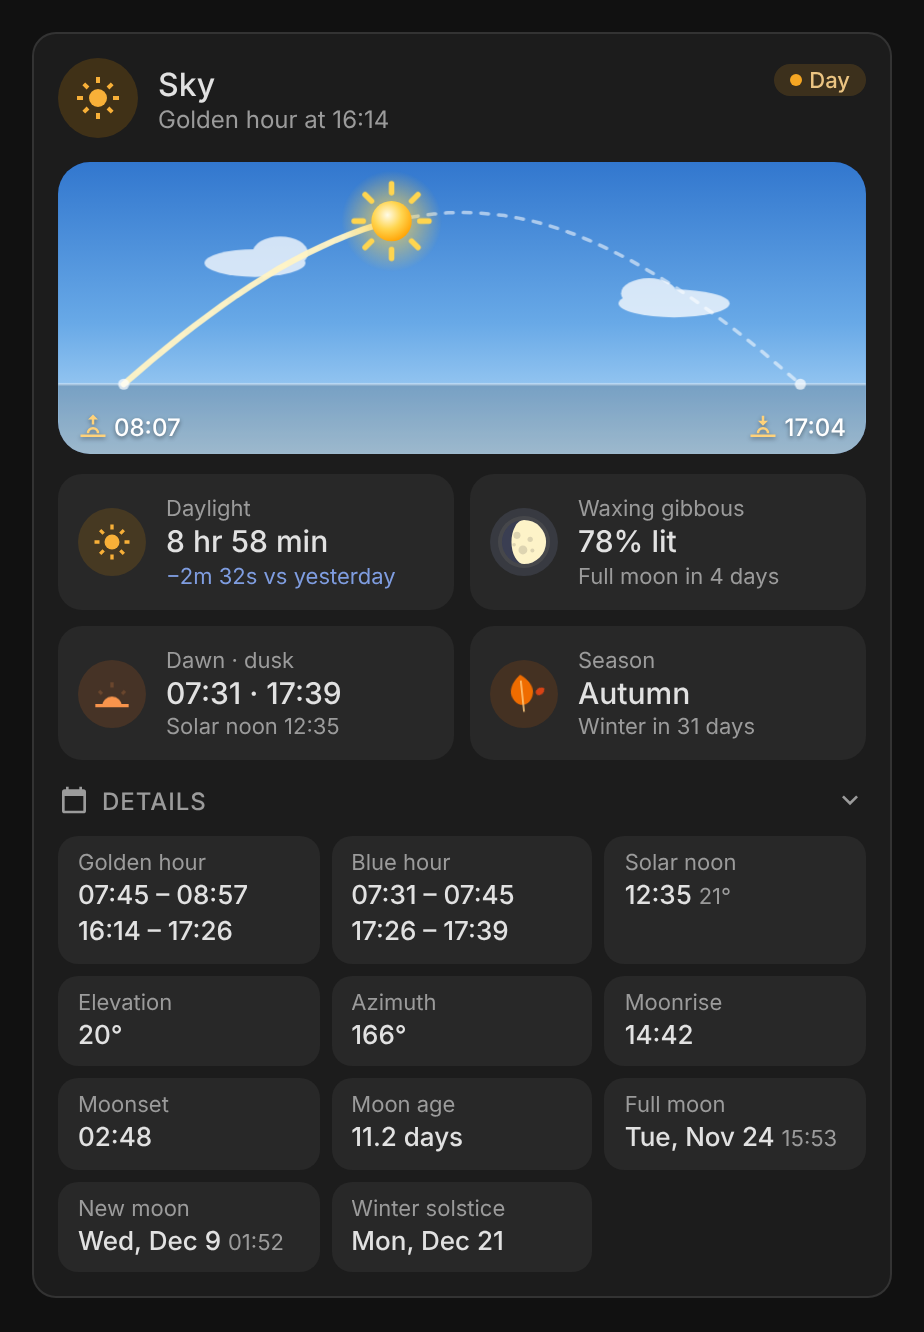 Sky
Golden hour at 16:14
Day
08:07
17:04
Daylight
8 hr 58 min
−2m 32s vs yesterday
Waxing gibbous
78% lit
Full moon in 4 days
Dawn · dusk
07:31 · 17:39
Solar noon 12:35
Season
Autumn
Winter in 31 days
DETAILS
Golden hour
07:45 – 08:57
16:14 – 17:26
Blue hour
07:31 – 07:45
17:26 – 17:39
Solar noon
12:35 21°
Elevation
20°
Azimuth
166°
Moonrise
14:42
Moonset
02:48
Moon age
11.2 days
Full moon
Tue, Nov 24 15:53
New moon
Wed, Dec 9 01:52
Winter solstice
Mon, Dec 21